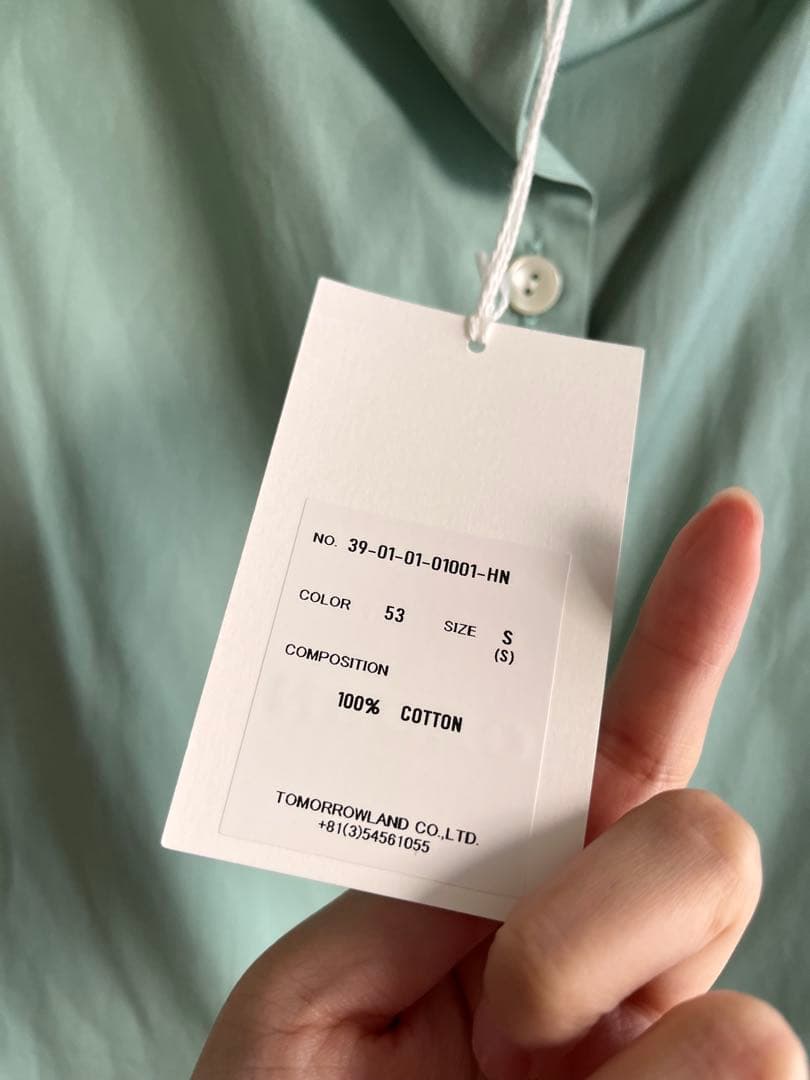 NO. 39-01-01-01001-HN
COLOR 53 SIZE S
(S)
COMPOSITION
100% COTTON
TOMORROWLAND CO.,LTD.
+81(3)54561055